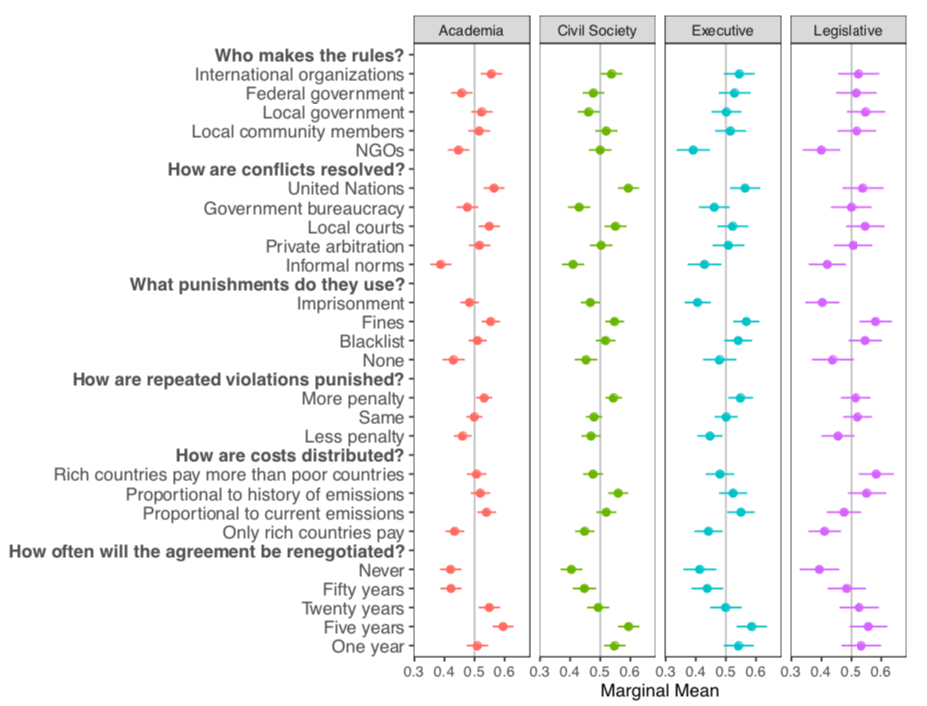 Academia Civil Society Executive Legislative
Who makes the rules?
International organizations
Federal government
Local government
Local community members
NGOs
How are conflicts resolved?
United Nations
Government bureaucracy
Local courts
Private arbitration
Informal norms
What punishments do they use?
Imprisonment
Fines
Blacklist
None
How are repeated violations punished?
More penalty
Same
Less penalty
How are costs distributed?
Rich countries pay more than poor countries
Proportional to history of emissions
Proportional to current emissions
Only rich countries pay
How often will the agreement be renegotiated?
Never
Fifty years
Twenty years
Five years
One year
0.3 0.4 0.5 0.6 0.3 0.4 0.5 0.6 0.3 0.4 0.5 0.6 0.3 0.4 0.5 0.6
Marginal Mean